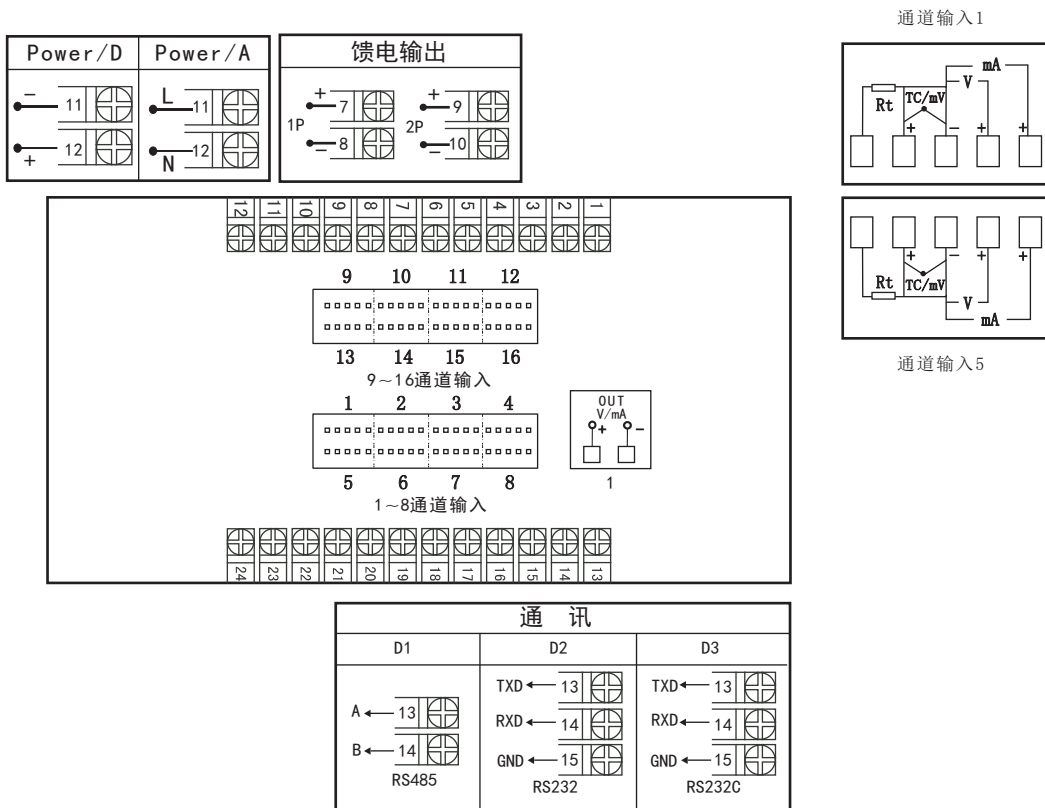 通道输入1
Power/D Power/A
馈电输出
- 11
+ 12
L 11
N 12
1P + 7
- 8
2P + 9
- 10
mA
V
Rt TC/mV
+ - + +
+ - + +
Rt TC/mV
V
mA
通道输入5
12 11 10 9 8 7 6 5 4 3 2 1
9 10 11 12
13 14 15 16
9~16通道输入
1 2 3 4
5 6 7 8
1~8通道输入
OUT
V/mA
+ -
1
24 23 22 21 20 19 18 17 16 15 14 13
通 讯
D1 D2 D3
A 13
B 14
RS485
TXD 13
RXD 14
GND 15
RS232
TXD 13
RXD 14
GND 15
RS232C